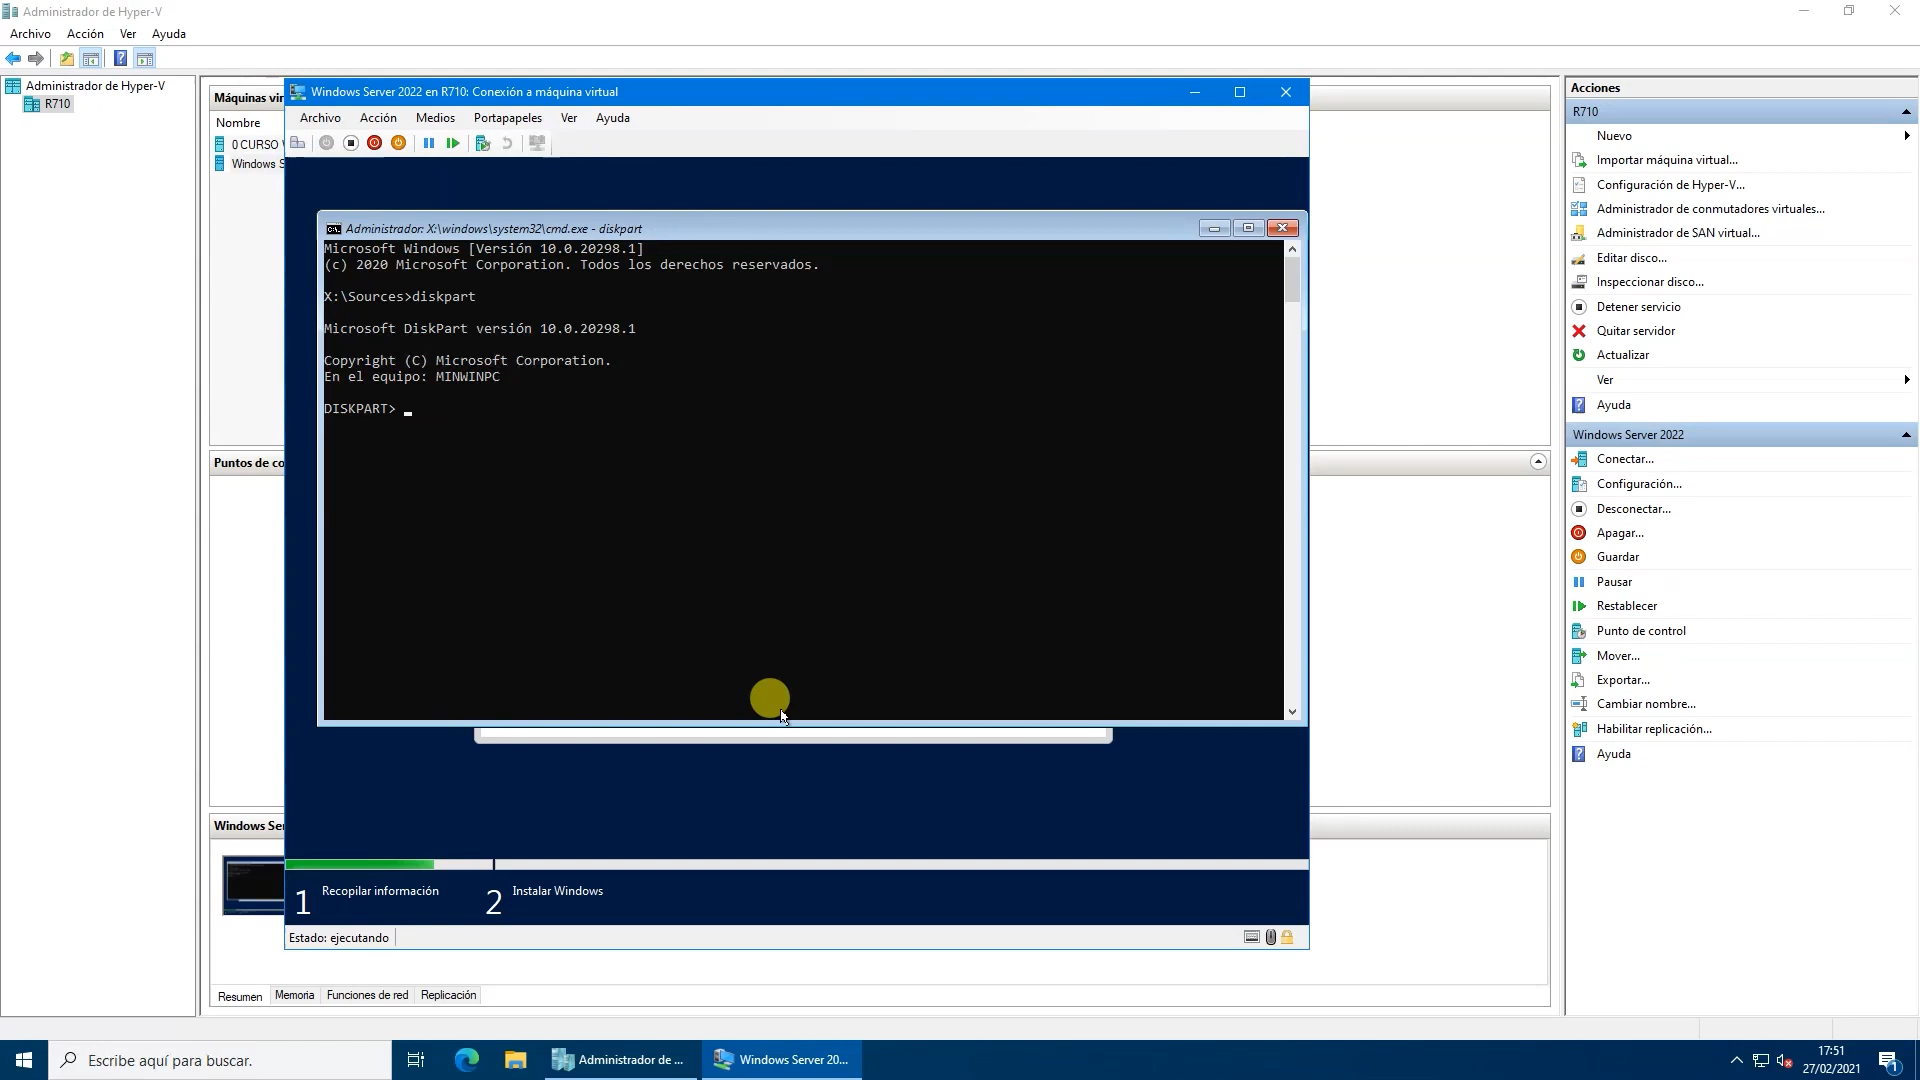 Administrador de Hyper-V
Archivo Acción Ver Ayuda
Administrador de Hyper-V
R710
Máquinas vir
Nombre
0 CURSO
Windows S
Puntos de co
Windows Ser
Windows Server 2022 en R710: Conexión a máquina virtual
Archivo Acción Medios Portapapeles Ver Ayuda
Administrador: X:\windows\system32\cmd.exe - diskpart
Microsoft Windows [Versión 10.0.20298.1]
(c) 2020 Microsoft Corporation. Todos los derechos reservados.
X:\Sources>diskpart
Microsoft DiskPart versión 10.0.20298.1
Copyright (C) Microsoft Corporation.
En el equipo: MINWINPC
DISKPART>
1 Recopilar información 2 Instalar Windows
Estado: ejecutando
Resumen Memoria Funciones de red Replicación
Acciones
R710
Nuevo
Importar máquina virtual...
Configuración de Hyper-V...
Administrador de conmutadores virtuales...
Administrador de SAN virtual...
Editar disco...
Inspeccionar disco...
Detener servicio
Quitar servidor
Actualizar
Ver
Ayuda
Windows Server 2022
Conectar...
Configuración...
Desconectar...
Apagar...
Guardar
Pausar
Restablecer
Punto de control
Mover...
Exportar...
Cambiar nombre...
Habilitar replicación...
Ayuda
Escribe aquí para buscar.
Administrador de ...
Windows Server 20...
17:51
27/02/2021
1